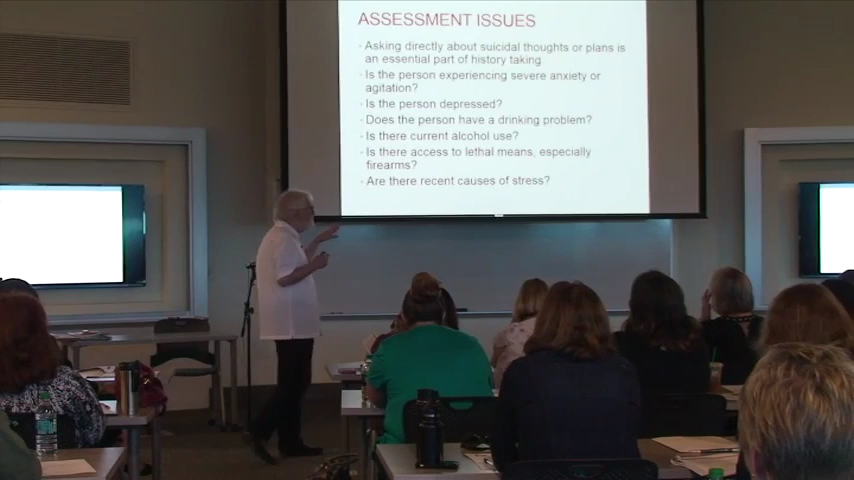 ASSESSMENT ISSUES
· Asking directly about suicidal thoughts or plans is
an essential part of history taking
· Is the person experiencing severe anxiety or
agitation?
· Is the person depressed?
· Does the person have a drinking problem?
· Is there current alcohol use?
· Is there access to lethal means, especially
firearms?
· Are there recent causes of stress?